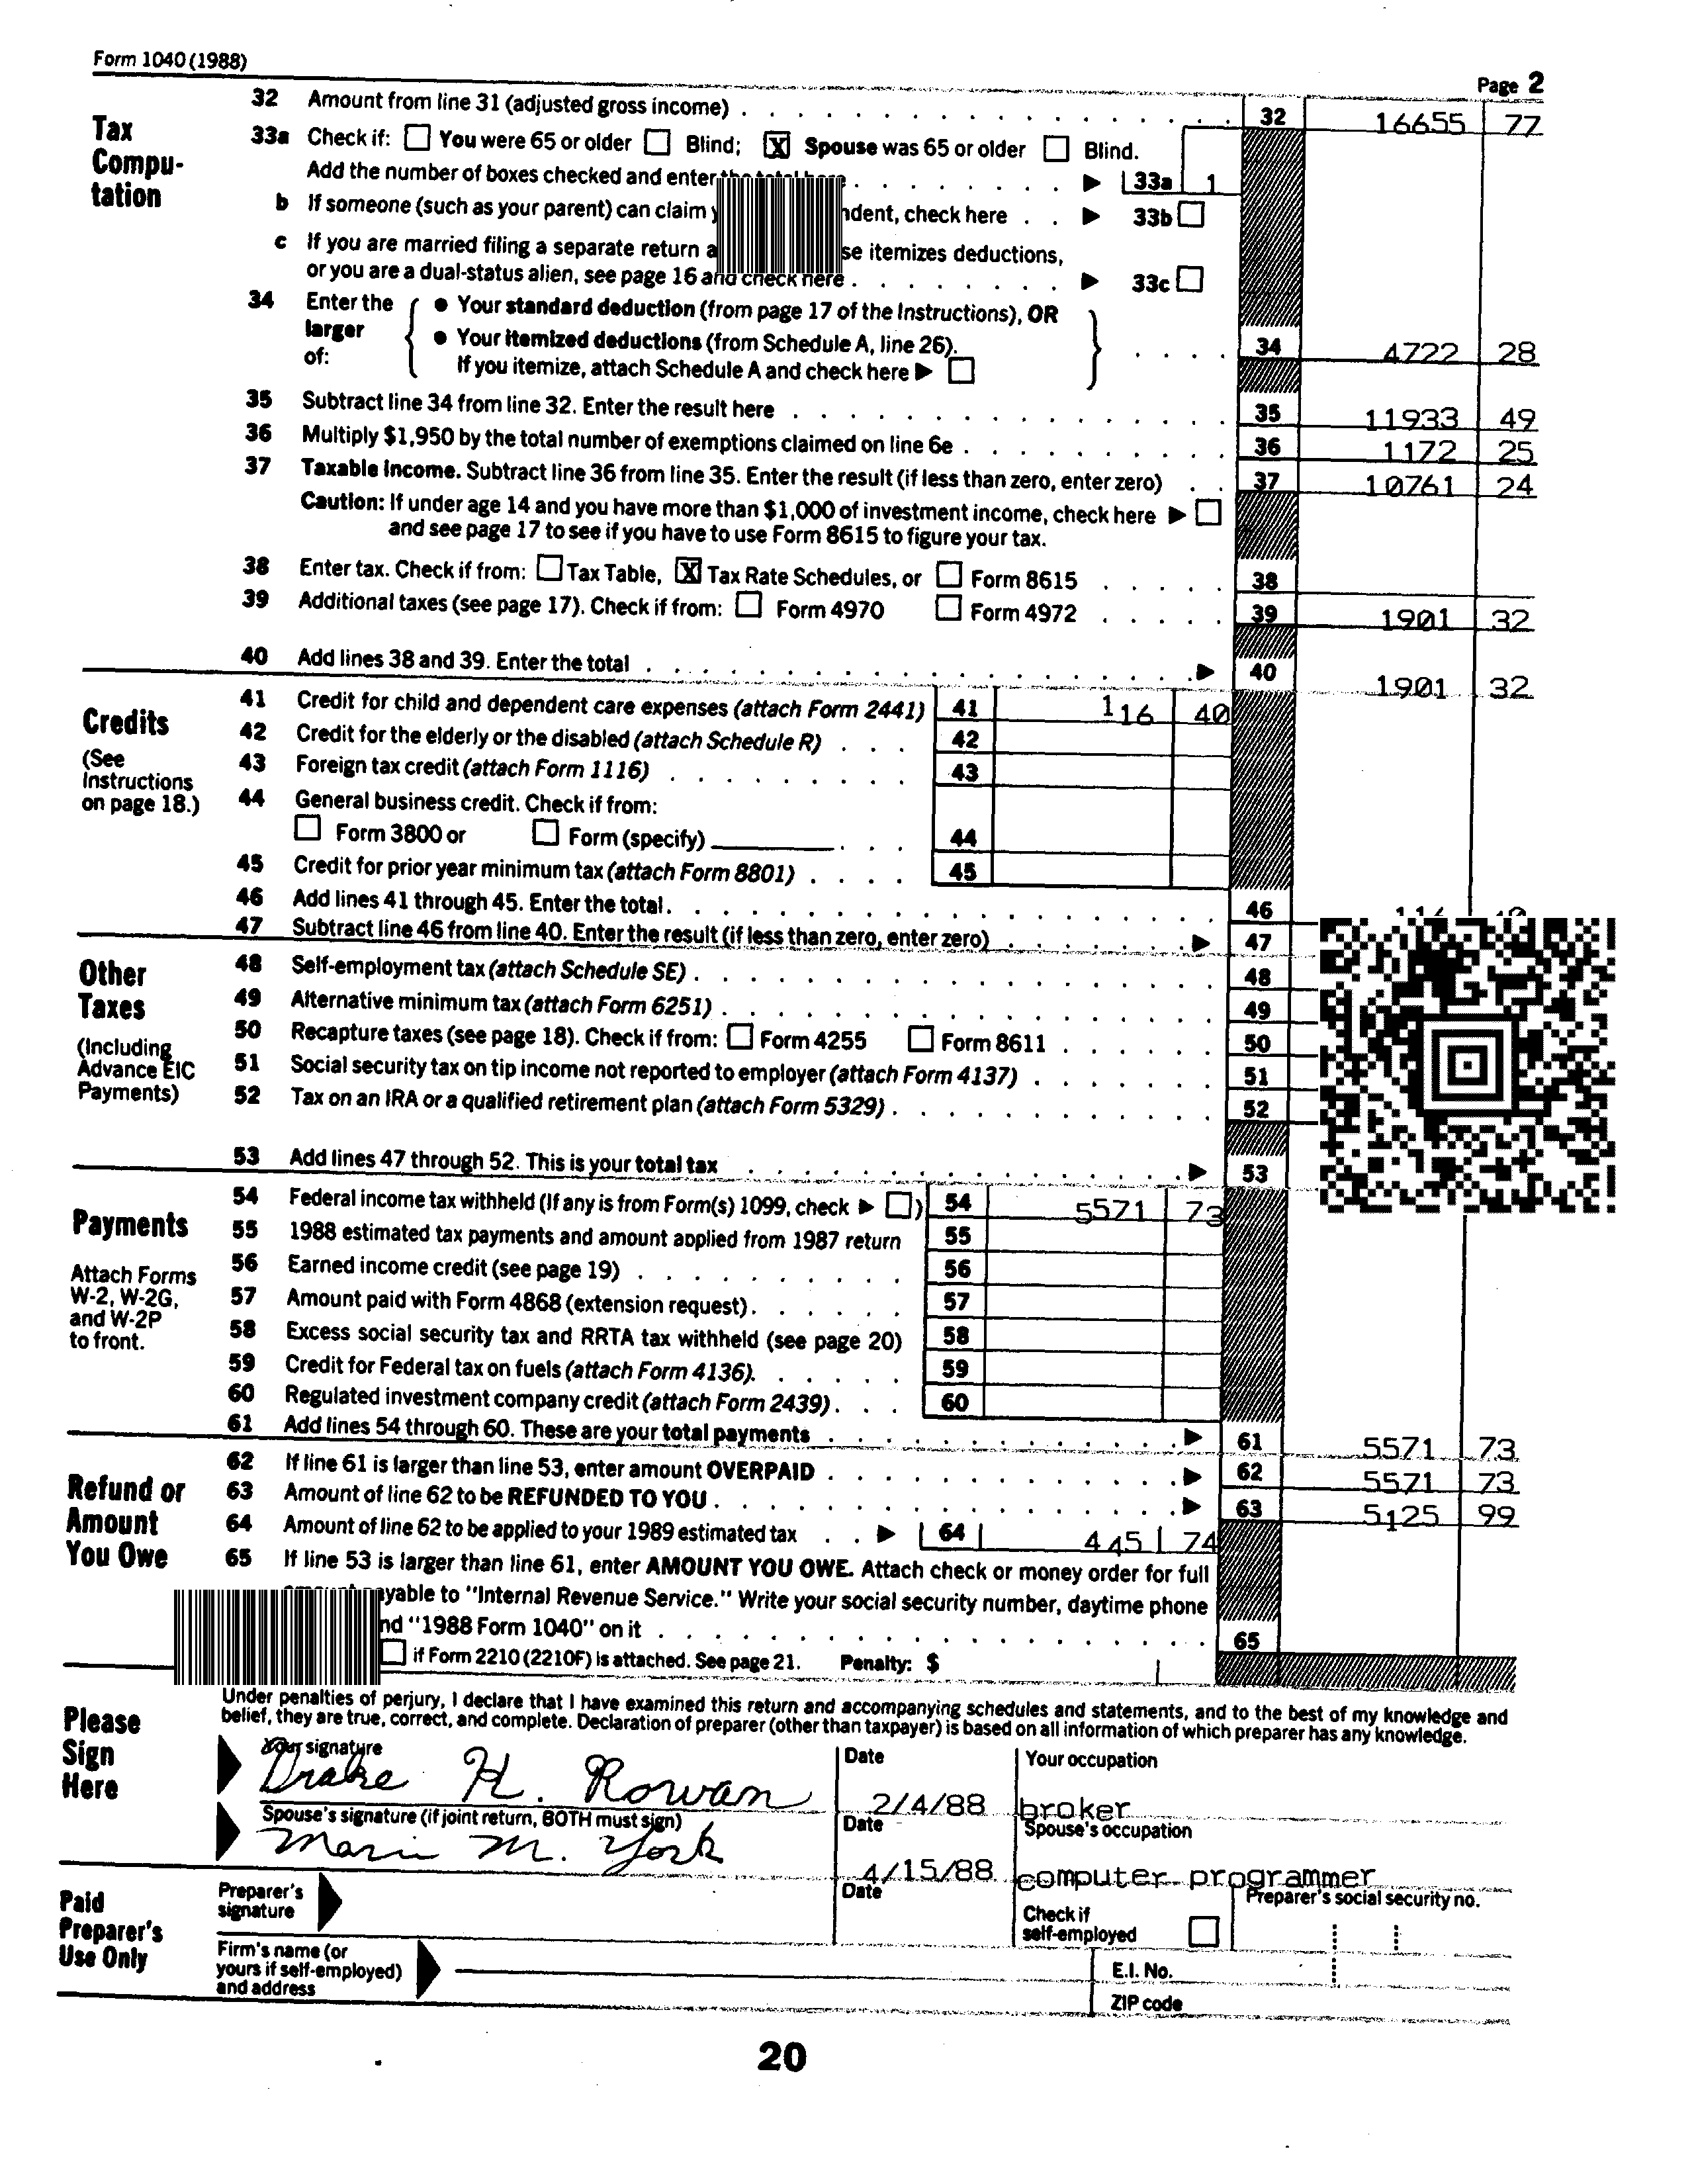 Form 1040 (1988)
Page 2
Tax Compu-tation
32 Amount from line 31 (adjusted gross income) 32 16655 77
33a Check if: You were 65 or older Blind; X Spouse was 65 or older Blind.
Add the number of boxes checked and enter 33a 1
b If someone (such as your parent) can claim dent, check here 33b
c If you are married filing a separate return se itemizes deductions,
or you are a dual-status alien, see page 16 and check here 33c
34 Enter the larger of:
• Your standard deduction (from page 17 of the Instructions), OR
• Your itemized deductions (from Schedule A, line 26).
If you itemize, attach Schedule A and check here 34 4722 28
35 Subtract line 34 from line 32. Enter the result here 35 11933 49
36 Multiply $1,950 by the total number of exemptions claimed on line 6e 36 1172 25
37 Taxable income. Subtract line 36 from line 35. Enter the result (if less than zero, enter zero) 37 10761 24
Caution: If under age 14 and you have more than $1,000 of investment income, check here
and see page 17 to see if you have to use Form 8615 to figure your tax.
38 Enter tax. Check if from: Tax Table, X Tax Rate Schedules, or Form 8615 38
39 Additional taxes (see page 17). Check if from: Form 4970 Form 4972 39 1901 32
40 Add lines 38 and 39. Enter the total 40 1901 32
Credits
(See Instructions on page 18.)
41 Credit for child and dependent care expenses (attach Form 2441) 41 116 40
42 Credit for the elderly or the disabled (attach Schedule R) 42
43 Foreign tax credit (attach Form 1116) 43
44 General business credit. Check if from:
Form 3800 or Form (specify) 44
45 Credit for prior year minimum tax (attach Form 8801) 45
46 Add lines 41 through 45. Enter the total. 46
47 Subtract line 46 from line 40. Enter the result (if less than zero, enter zero) 47
Other Taxes
(Including Advance EIC Payments)
48 Self-employment tax (attach Schedule SE) 48
49 Alternative minimum tax (attach Form 6251) 49
50 Recapture taxes (see page 18). Check if from: Form 4255 Form 8611 50
51 Social security tax on tip income not reported to employer (attach Form 4137) 51
52 Tax on an IRA or a qualified retirement plan (attach Form 5329) 52
53 Add lines 47 through 52. This is your total tax 53
Payments
Attach Forms W-2, W-2G, and W-2P to front.
54 Federal income tax withheld (If any is from Form(s) 1099, check ) 54 5571 73
55 1988 estimated tax payments and amount applied from 1987 return 55
56 Earned income credit (see page 19) 56
57 Amount paid with Form 4868 (extension request) 57
58 Excess social security tax and RRTA tax withheld (see page 20) 58
59 Credit for Federal tax on fuels (attach Form 4136). 59
60 Regulated investment company credit (attach Form 2439) 60
61 Add lines 54 through 60. These are your total payments 61 5571 73
Refund or Amount You Owe
62 If line 61 is larger than line 53, enter amount OVERPAID 62 5571 73
63 Amount of line 62 to be REFUNDED TO YOU 63 5125 99
64 Amount of line 62 to be applied to your 1989 estimated tax 64 445 74
65 If line 53 is larger than line 61, enter AMOUNT YOU OWE. Attach check or money order for full
yable to "Internal Revenue Service." Write your social security number, daytime phone
nd "1988 Form 1040" on it 65
if Form 2210 (2210F) is attached. See page 21. Penalty: $
Please Sign Here
Under penalties of perjury, I declare that I have examined this return and accompanying schedules and statements, and to the best of my knowledge and
belief, they are true, correct, and complete. Declaration of preparer (other than taxpayer) is based on all information of which preparer has any knowledge.
Your signature Date Your occupation
Drake H. Rowan 2/4/88 broker
Spouse's signature (if joint return, BOTH must sign) Date Spouse's occupation
Mari M. York 4/15/88 computer programmer
Paid Preparer's Use Only
Preparer's signature Date Check if self-employed Preparer's social security no.
Firm's name (or yours if self-employed) and address
E.I. No.
ZIP code
20